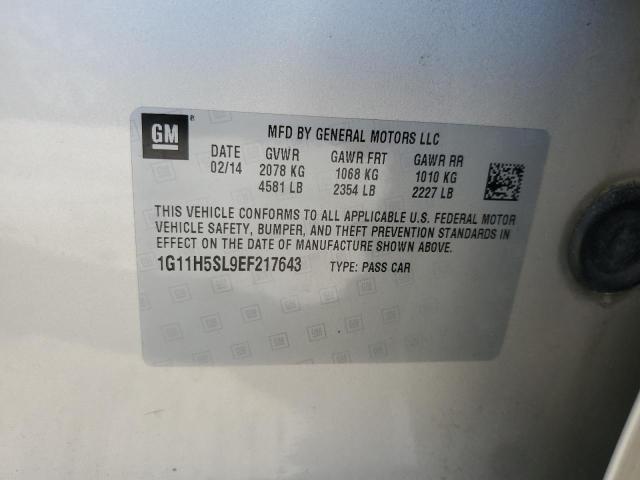 GM ®
MFD BY GENERAL MOTORS LLC
DATE GVWR GAWR FRT GAWR RR
02/14 2078 KG 1068 KG 1010 KG
4581 LB 2354 LB 2227 LB
THIS VEHICLE CONFORMS TO ALL APPLICABLE U.S. FEDERAL MOTOR
VEHICLE SAFETY, BUMPER, AND THEFT PREVENTION STANDARDS IN
EFFECT ON THE DATE OF MANUFACTURE SHOWN ABOVE.
1G11H5SL9EF217643 TYPE: PASS CAR